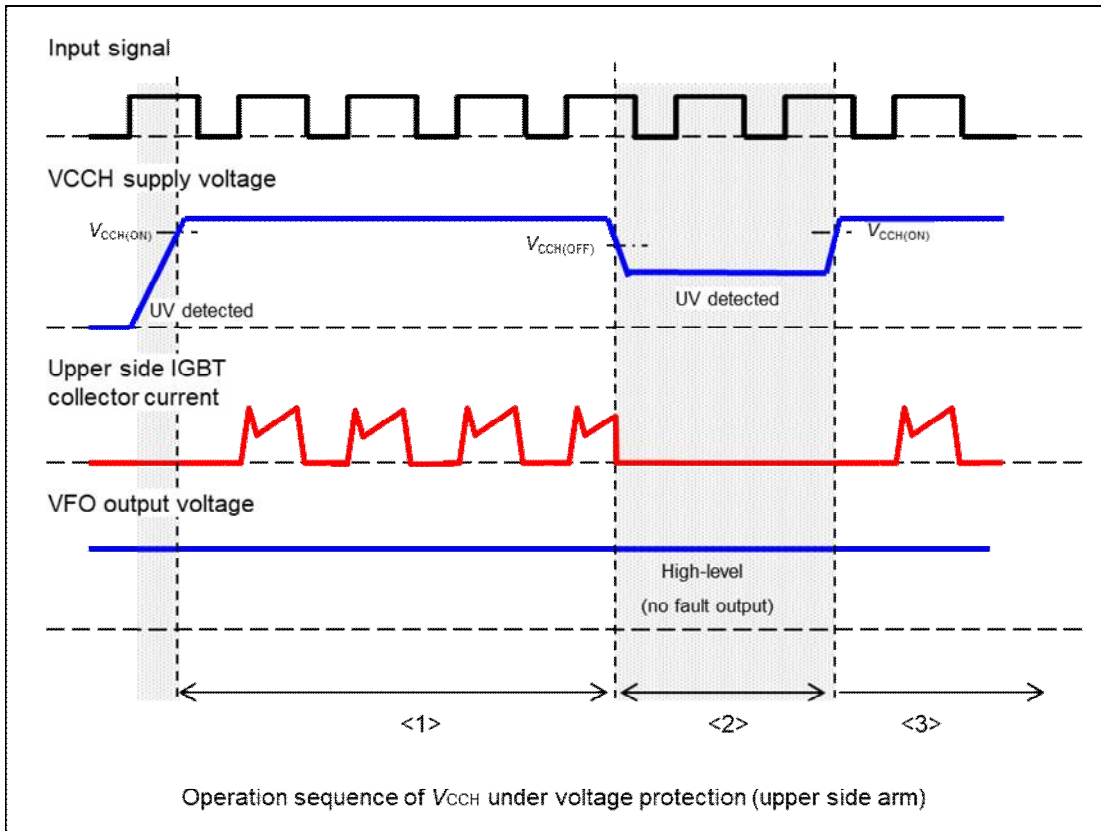 Input signal
VCCH supply voltage
VCCH(ON)
VCCH(OFF)
VCCH(ON)
UV detected
UV detected
Upper side IGBT
collector current
VFO output voltage
High-level
(no fault output)
<1>
<2>
<3>
Operation sequence of VCCH under voltage protection (upper side arm)